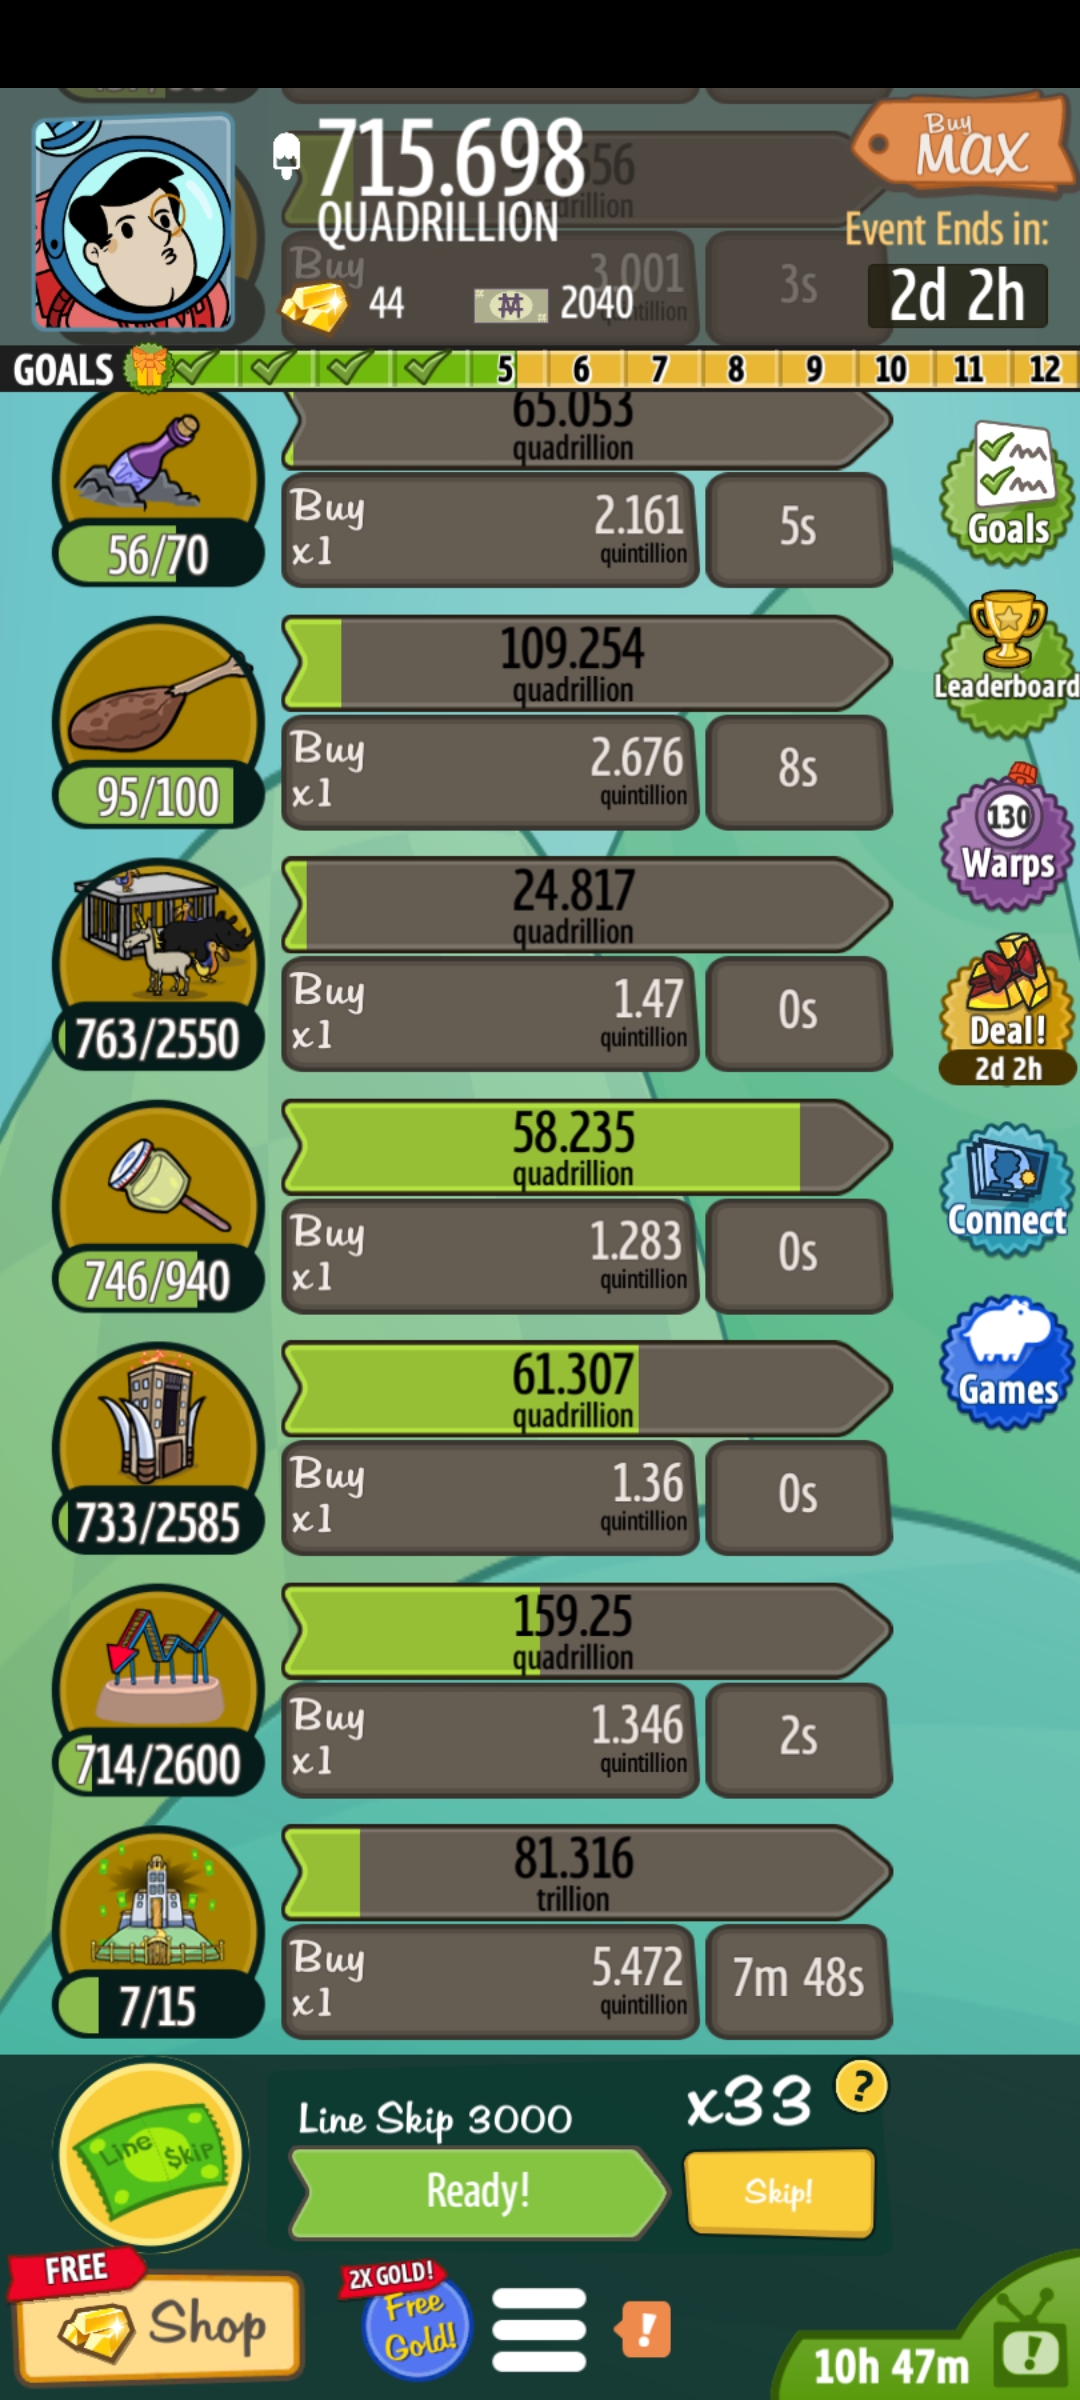 715.698
QUADRILLION
Buy
MAX
Event Ends in:
2d 2h
44
2040
Buy
3.001
3s
GOALS
5 6 7 8 9 10 11 12
65.053
quadrillion
56/70
Buy
x1
2.161
quintillion
5s
Goals
109.254
quadrillion
95/100
Buy
x1
2.676
quintillion
8s
Leaderboard
24.817
quadrillion
763/2550
Buy
x1
1.47
quintillion
0s
130
Warps
Deal!
2d 2h
58.235
quadrillion
746/940
Buy
x1
1.283
quintillion
0s
Connect
61.307
quadrillion
733/2585
Buy
x1
1.36
quintillion
0s
Games
159.25
quadrillion
714/2600
Buy
x1
1.346
quintillion
2s
81.316
trillion
7/15
Buy
x1
5.472
quintillion
7m 48s
Line $kip
Line Skip 3000
Ready!
x33
?
Skip!
FREE
Shop
2X GOLD!
Free
Gold!
!
10h 47m
!